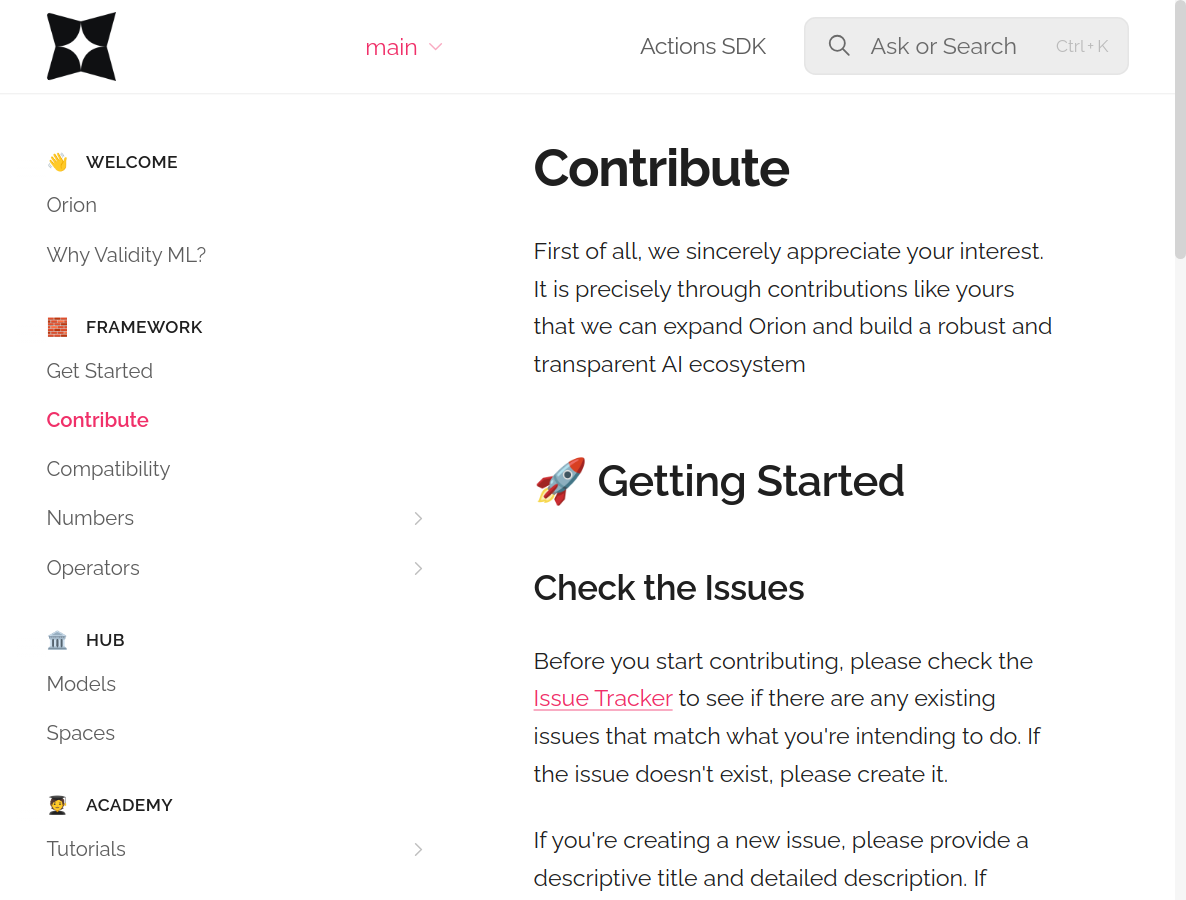 main
Actions SDK
Ask or Search
Ctrl + K
👋 WELCOME
Orion
Why Validity ML?
🧱 FRAMEWORK
Get Started
Contribute
Compatibility
Numbers
Operators
🏛️ HUB
Models
Spaces
🧑‍🎓 ACADEMY
Tutorials
Contribute
First of all, we sincerely appreciate your interest.
It is precisely through contributions like yours
that we can expand Orion and build a robust and
transparent AI ecosystem
🚀 Getting Started
Check the Issues
Before you start contributing, please check the
Issue Tracker to see if there are any existing
issues that match what you're intending to do. If
the issue doesn't exist, please create it.
If you're creating a new issue, please provide a
descriptive title and detailed description. If